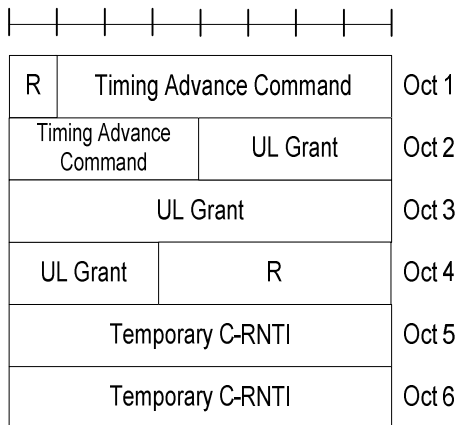 R Timing Advance Command Oct 1
Timing Advance
Command UL Grant Oct 2
UL Grant Oct 3
UL Grant R Oct 4
Temporary C-RNTI Oct 5
Temporary C-RNTI Oct 6